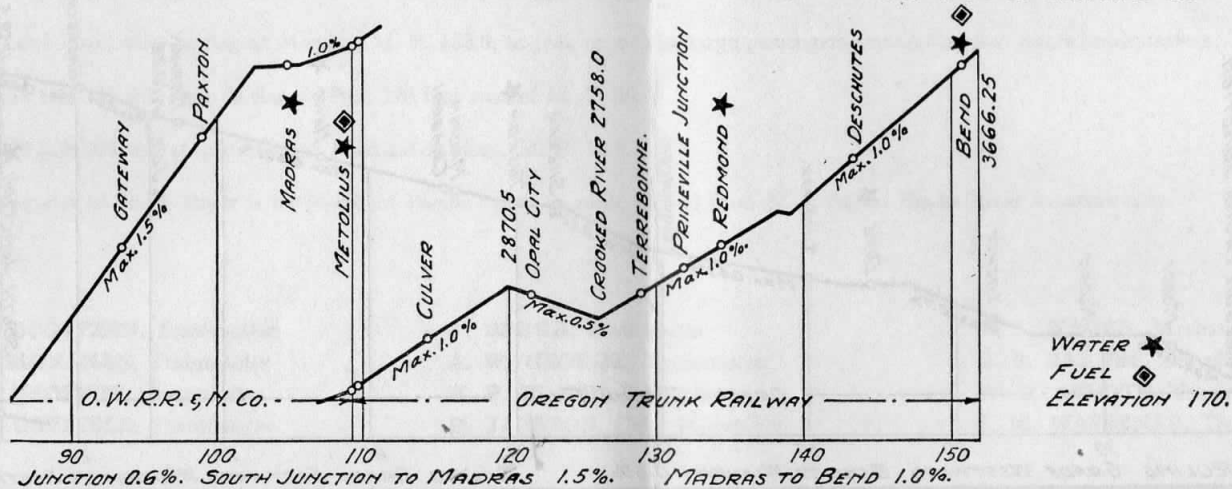 GATEWAY
Max. 1.5%
PAXTON
MADRAS
1.0%
METOLIUS
CULVER
Max. 1.0%
2870.5
OPAL CITY
Max. 0.5%
CROOKED RIVER 2758.0
TERREBONNE.
PRINEVILLE JUNCTION
Max. 1.0%
REDMOND
DESCHUTES
Max. 1.0%
BEND
3666.25
WATER
FUEL
ELEVATION 170.
O.W.R.R. & N. CO.
OREGON TRUNK RAILWAY
90 100 110 120 130 140 150
JUNCTION 0.6%. SOUTH JUNCTION TO MADRAS 1.5%. MADRAS TO BEND 1.0%.